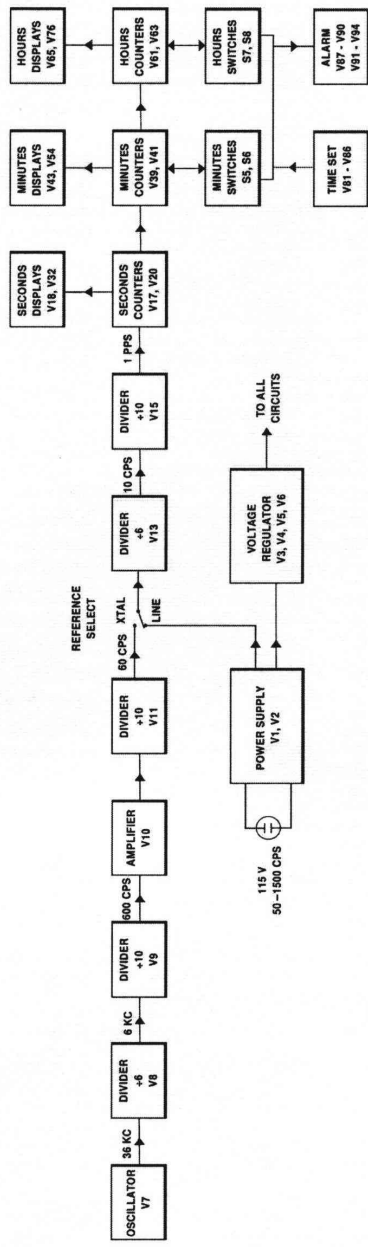 OSCILLATOR
V7
36 KC
DIVIDER
÷6
V8
6 KC
DIVIDER
÷10
V9
600 CPS
AMPLIFIER
V10
DIVIDER
÷10
V11
60 CPS
REFERENCE
SELECT
XTAL
LINE
DIVIDER
÷6
V13
10 CPS
DIVIDER
÷10
V15
1 PPS
SECONDS
DISPLAYS
V18, V32
SECONDS
COUNTERS
V17, V20
MINUTES
DISPLAYS
V43, V54
MINUTES
COUNTERS
V39, V41
MINUTES
SWITCHES
S5, S6
HOURS
DISPLAYS
V65, V76
HOURS
COUNTERS
V61, V63
HOURS
SWITCHES
S7, S8
TIME SET
V81 - V86
ALARM
V87 - V90
V91 - V94
115 V
50–1500 CPS
POWER SUPPLY
V1, V2
VOLTAGE
REGULATOR
V3, V4, V5, V6
TO ALL
CIRCUITS